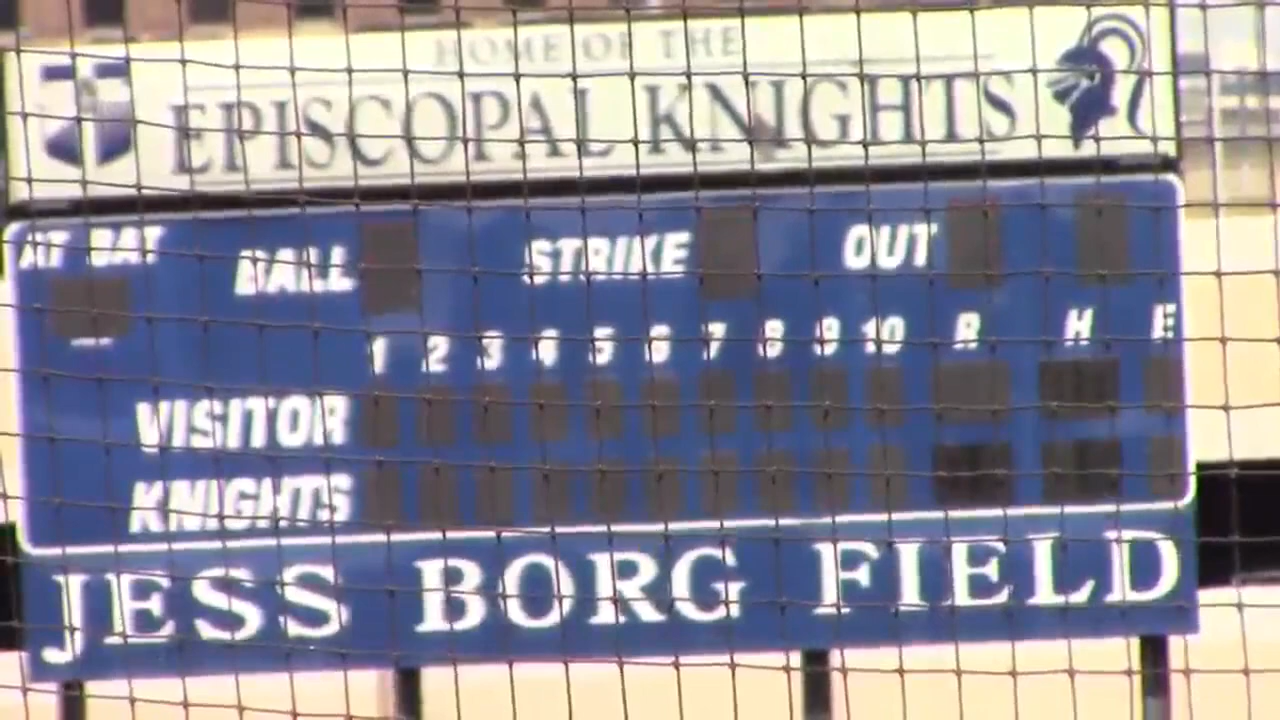 HOME OF THE
EPISCOPAL KNIGHTS
AT BAT BALL STRIKE OUT
1 2 3 4 5 6 7 8 9 10 R H E
VISITOR
KNIGHTS
JESS BORG FIELD